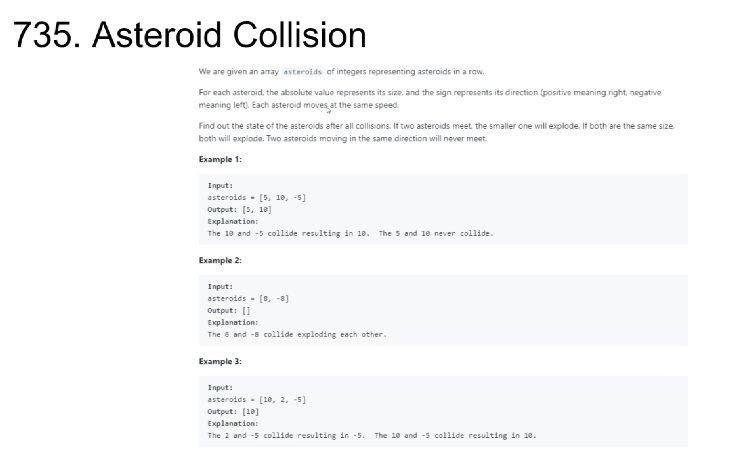 735. Asteroid Collision
We are given an array asteroids of integers representing asteroids in a row.
For each asteroid, the absolute value represents its size, and the sign represents its direction (positive meaning right, negative
meaning left). Each asteroid moves at the same speed.
Find out the state of the asteroids after all collisions. If two asteroids meet, the smaller one will explode. If both are the same size,
both will explode. Two asteroids moving in the same direction will never meet.
Example 1:
Input:
asteroids = [5, 10, -5]
Output: [5, 10]
Explanation:
The 10 and -5 collide resulting in 10. The 5 and 10 never collide.
Example 2:
Input:
asteroids = [8, -8]
Output: []
Explanation:
The 8 and -8 collide exploding each other.
Example 3:
Input:
asteroids = [10, 2, -5]
Output: [10]
Explanation:
The 2 and -5 collide resulting in -5. The 10 and -5 collide resulting in 10.